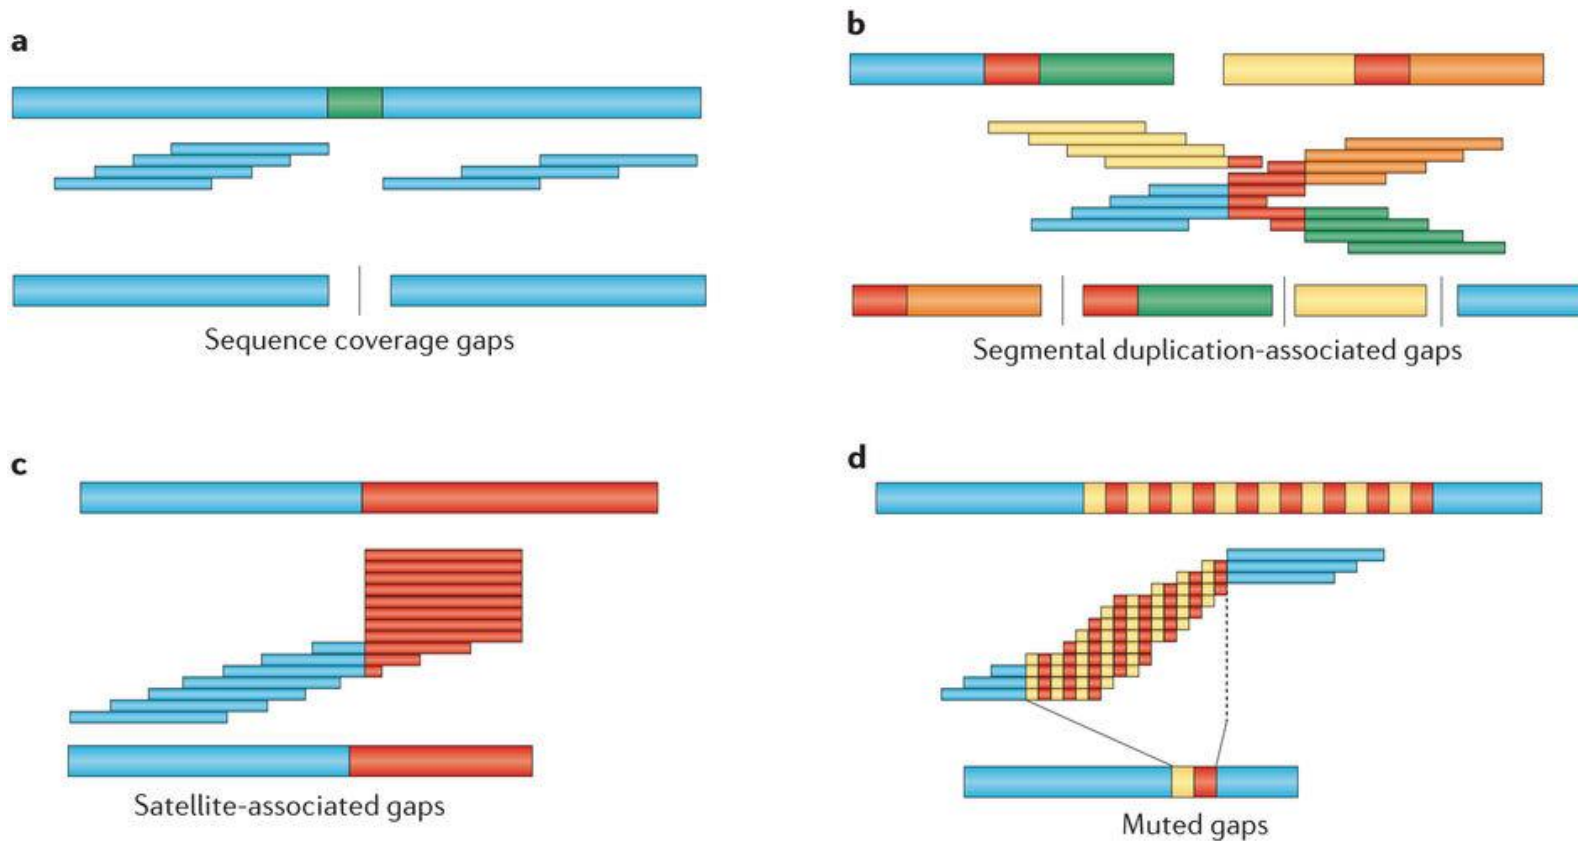 a
Sequence coverage gaps
b
Segmental duplication-associated gaps
c
Satellite-associated gaps
d
Muted gaps